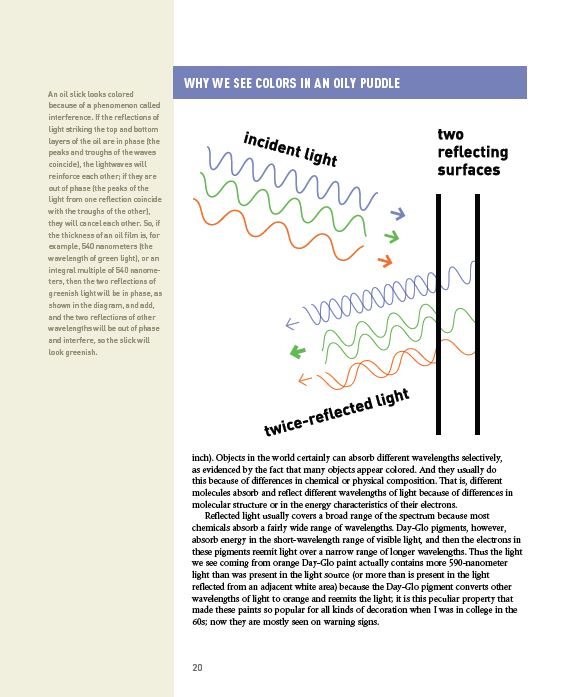 WHY WE SEE COLORS IN AN OILY PUDDLE
An oil slick looks colored
because of a phenomenon called
interference. If the reflections of
light striking the top and bottom
layers of the oil are in phase (the
peaks and troughs of the waves
coincide), the lightwaves will
reinforce each other; if they are
out of phase (the peaks of the
light from one reflection coincide
with the troughs of the other),
they will cancel each other. So, if
the thickness of an oil film is, for
example, 540 nanometers (the
wavelength of green light), or an
integral multiple of 540 nanome-
ters, then the two reflections of
greenish light will be in phase, as
shown in the diagram, and add,
and the two reflections of other
wavelengths will be out of phase
and interfere, so the slick will
look greenish.
incident light
two
reflecting
surfaces
twice-reflected light
inch). Objects in the world certainly can absorb different wavelengths selectively,
as evidenced by the fact that many objects appear colored. And they usually do
this because of differences in chemical or physical composition. That is, different
molecules absorb and reflect different wavelengths of light because of differences in
molecular structure or in the energy characteristics of their electrons.
Reflected light usually covers a broad range of the spectrum because most
chemicals absorb a fairly wide range of wavelengths. Day-Glo pigments, however,
absorb energy in the short-wavelength range of visible light, and then the electrons in
these pigments reemit light over a narrow range of longer wavelengths. Thus the light
we see coming from orange Day-Glo paint actually contains more 590-nanometer
light than was present in the light source (or more than is present in the light
reflected from an adjacent white area) because the Day-Glo pigment converts other
wavelengths of light to orange and reemits the light; it is this peculiar property that
made these paints so popular for all kinds of decoration when I was in college in the
60s; now they are mostly seen on warning signs.
20